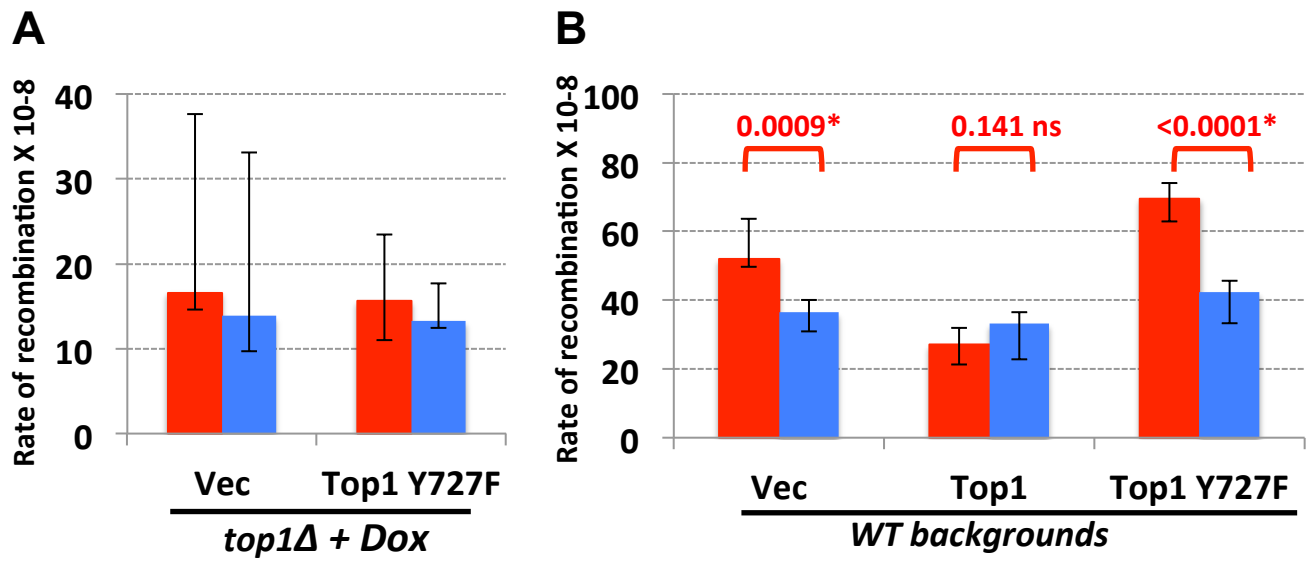 A
Rate of recombination X 10-8
40
30
20
10
0
Vec
Top1 Y727F
top1Δ + Dox
B
Rate of recombination X 10-8
100
80
60
40
20
0
0.0009*
0.141 ns
<0.0001*
Vec
Top1
Top1 Y727F
WT backgrounds